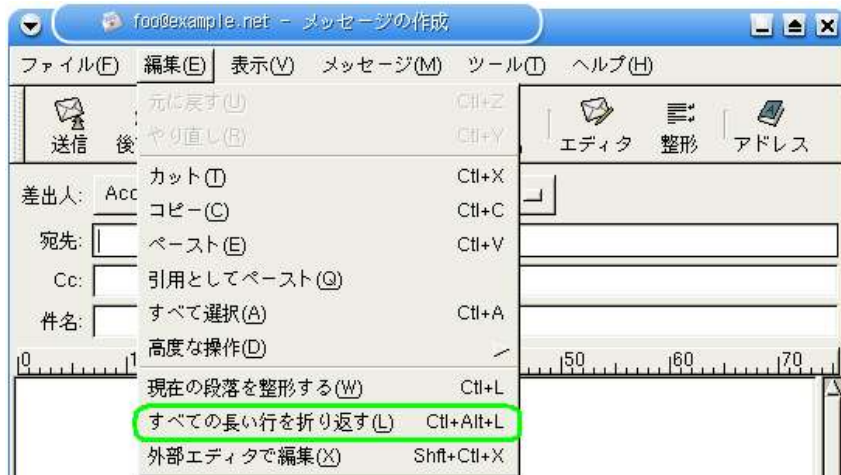 foo@example.net - メッセージの作成
ファイル(F) 編集(E) 表示(V) メッセージ(M) ツール(T) ヘルプ(H)
元に戻す(U) Ctl+Z
やり直し(R) Ctl+Y
カット(T) Ctl+X
コピー(C) Ctl+C
ペースト(E) Ctl+V
引用としてペースト(Q)
すべて選択(A) Ctl+A
高度な操作(D)
現在の段落を整形する(W) Ctl+L
すべての長い行を折り返す(L) Ctl+Alt+L
外部エディタで編集(X) Shft+Ctl+X
送信 後 エディタ 整形 アドレス
差出人: Acc
宛先:
Cc:
件名:
0 1 50 60 70